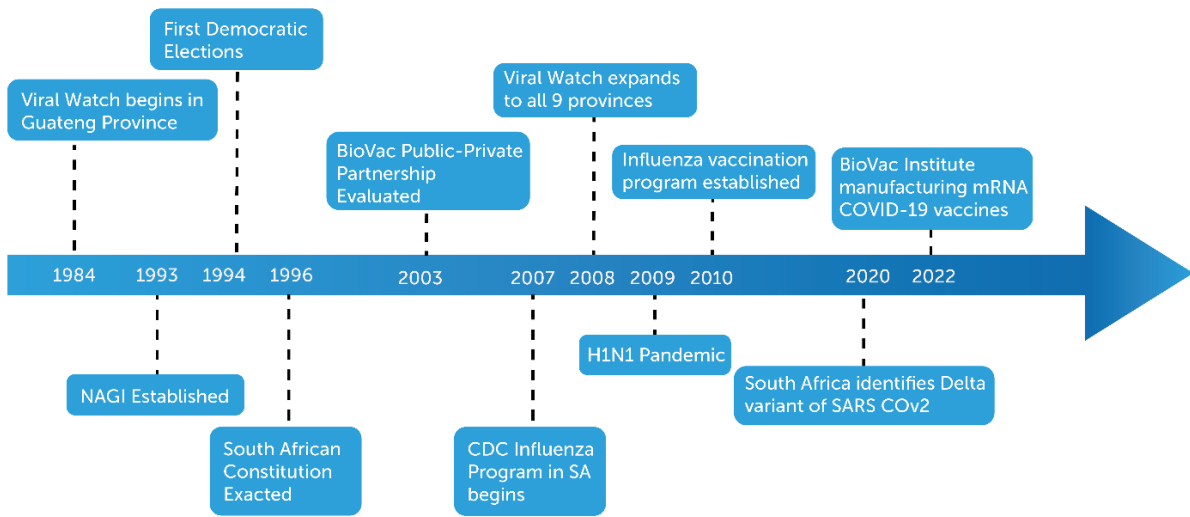 First Democratic
Elections
Viral Watch begins in
Guateng Province
Viral Watch expands
to all 9 provinces
BioVac Public-Private
Partnership
Evaluated
Influenza vaccination
program established
BioVac Institute
manufacturing mRNA
COVID-19 vaccines
1984 1993 1994 1996 2003 2007 2008 2009 2010 2020 2022
NAGI Established
H1N1 Pandemic
South Africa identifies Delta
variant of SARS COv2
South African
Constitution
Exacted
CDC Influenza
Program in SA
begins